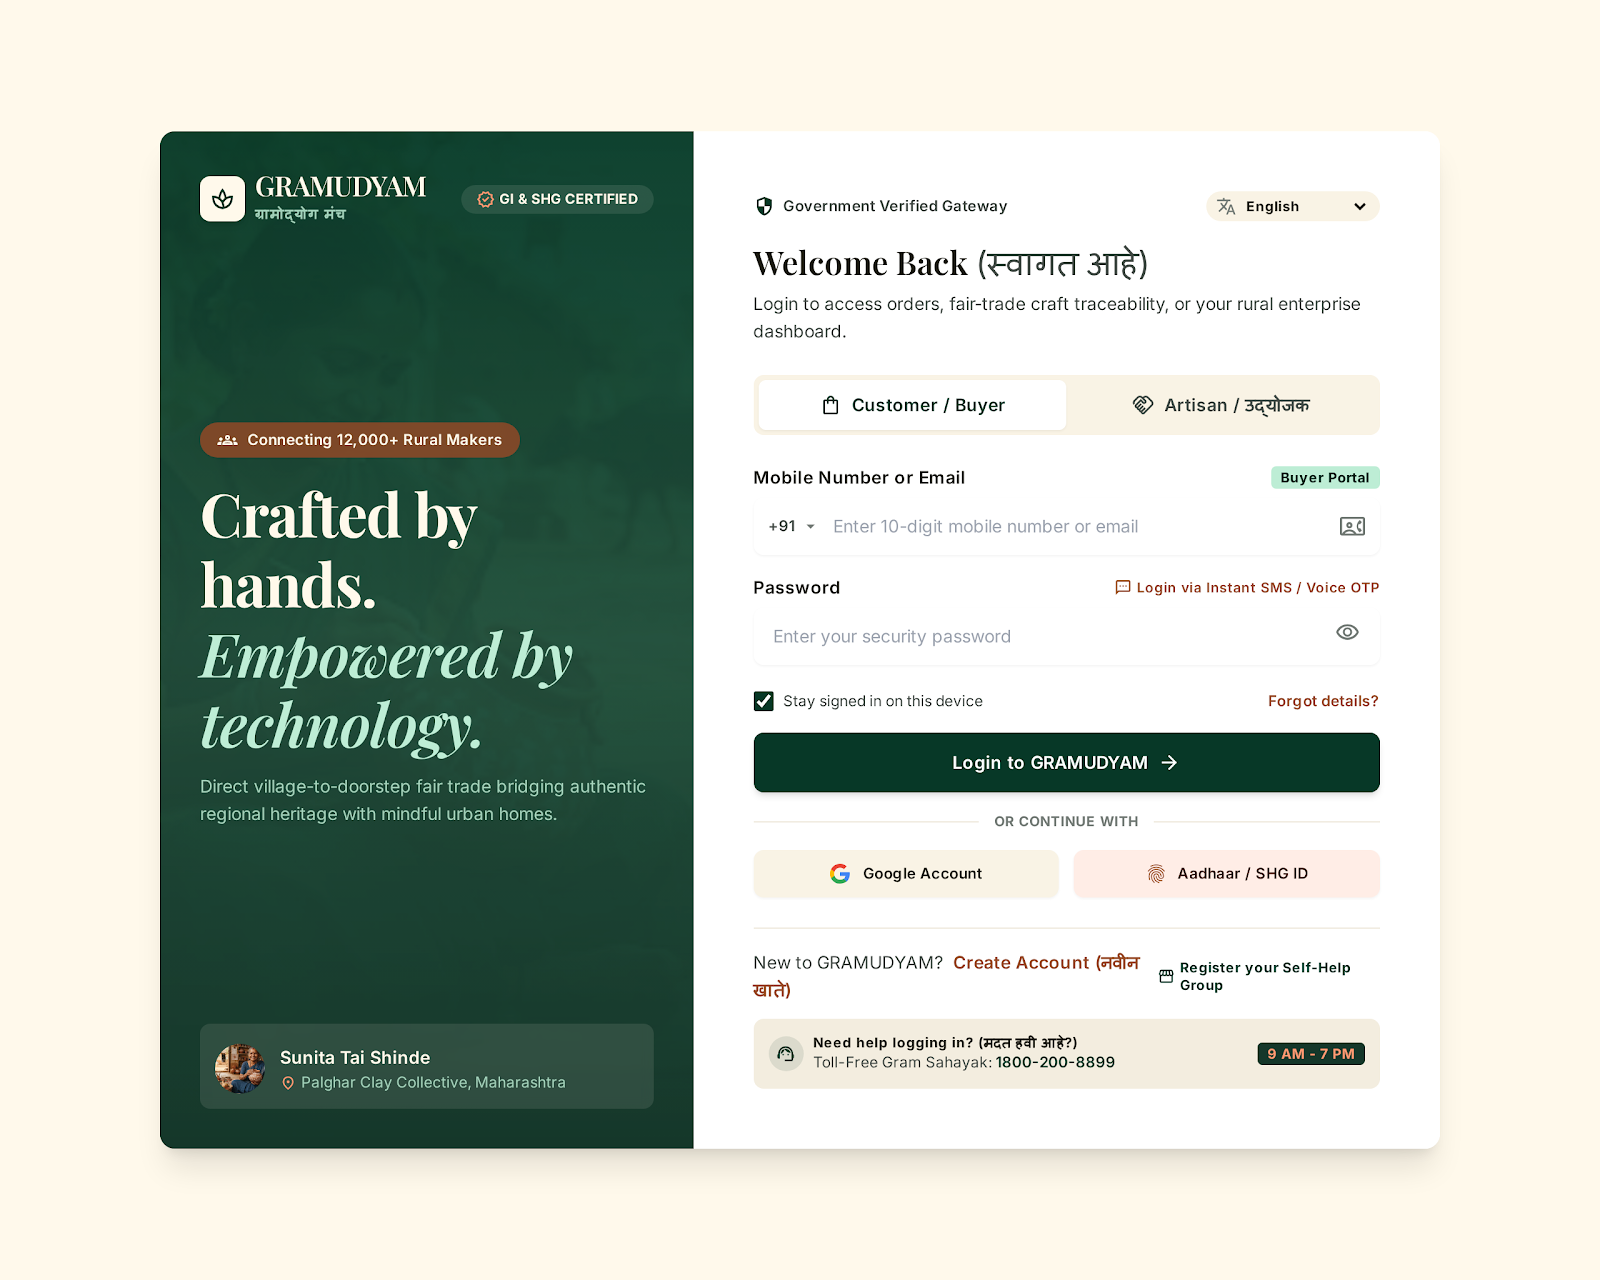 GRAMUDYAM
ग्रामोद्योग मंच
GI & SHG CERTIFIED
Connecting 12,000+ Rural Makers
Crafted by
hands.
Empowered by
technology.
Direct village-to-doorstep fair trade bridging authentic
regional heritage with mindful urban homes.
Sunita Tai Shinde
Palghar Clay Collective, Maharashtra
Government Verified Gateway
English
Welcome Back (स्वागत आहे)
Login to access orders, fair-trade craft traceability, or your rural enterprise
dashboard.
Customer / Buyer
Artisan / उद्योजक
Mobile Number or Email
Buyer Portal
+91
Enter 10-digit mobile number or email
Password
Login via Instant SMS / Voice OTP
Enter your security password
Stay signed in on this device
Forgot details?
Login to GRAMUDYAM
OR CONTINUE WITH
Google Account
Aadhaar / SHG ID
New to GRAMUDYAM? Create Account (नवीन
खाते)
Register your Self-Help
Group
Need help logging in? (मदत हवी आहे?)
Toll-Free Gram Sahayak: 1800-200-8899
9 AM - 7 PM